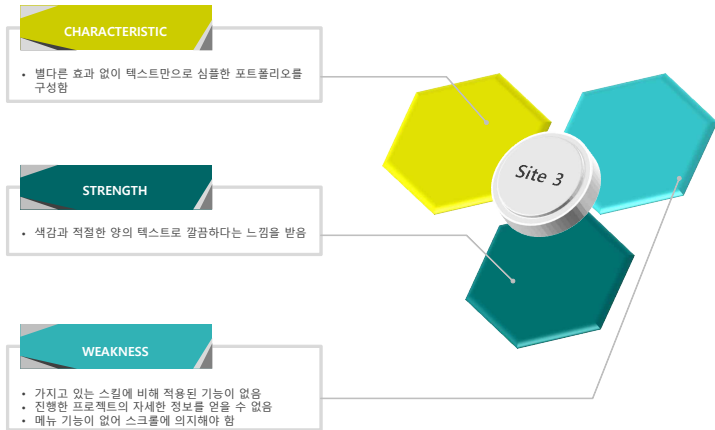 CHARACTERISTIC
• 별다른 효과 없이 텍스트만으로 심플한 포트폴리오를
구성함
Site 3
STRENGTH
• 색감과 적절한 양의 텍스트로 깔끔하다는 느낌을 받음
WEAKNESS
• 가지고 있는 스킬에 비해 적용된 기능이 없음
• 진행한 프로젝트의 자세한 정보를 얻을 수 없음
• 메뉴 기능이 없어 스크롤에 의지해야 함